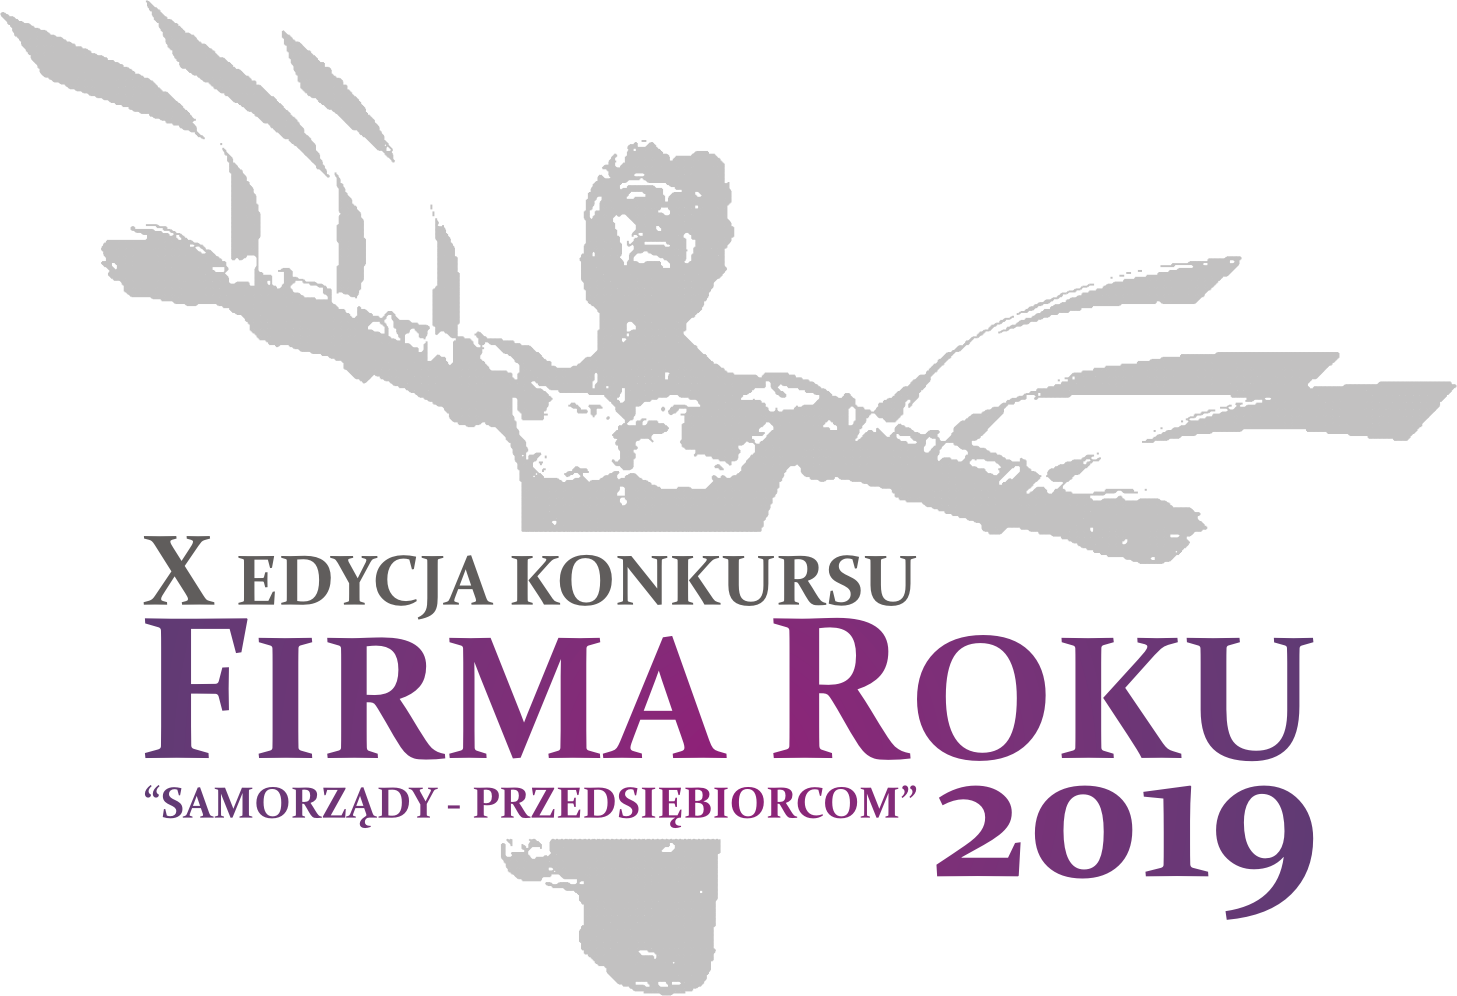 X EDYCJA KONKURSU
FIRMA ROKU
“SAMORZĄDY - PRZEDSIĘBIORCOM”
2019